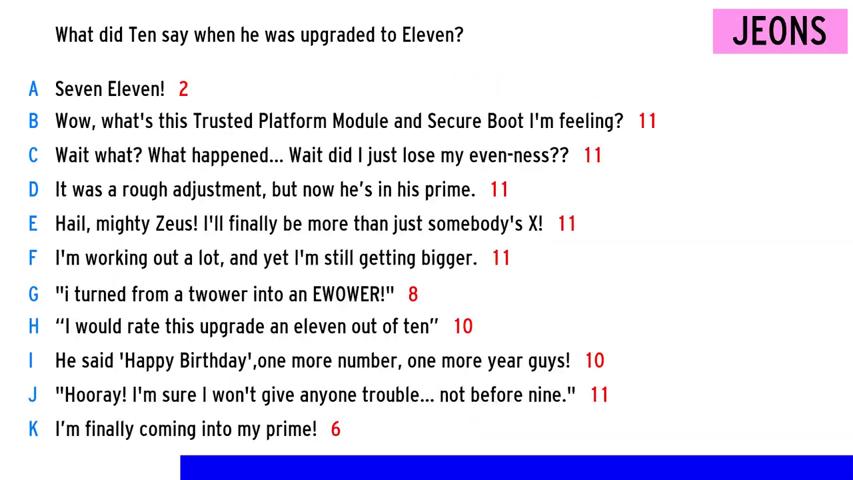 What did Ten say when he was upgraded to Eleven?
JEONS
A Seven Eleven! 2
B Wow, what's this Trusted Platform Module and Secure Boot I'm feeling? 11
C Wait what? What happened... Wait did I just lose my even-ness?? 11
D It was a rough adjustment, but now he’s in his prime. 11
E Hail, mighty Zeus! I'll finally be more than just somebody's X! 11
F I'm working out a lot, and yet I'm still getting bigger. 11
G "i turned from a twower into an EWOWER!" 8
H “I would rate this upgrade an eleven out of ten” 10
I He said 'Happy Birthday',one more number, one more year guys! 10
J "Hooray! I'm sure I won't give anyone trouble... not before nine." 11
K I’m finally coming into my prime! 6